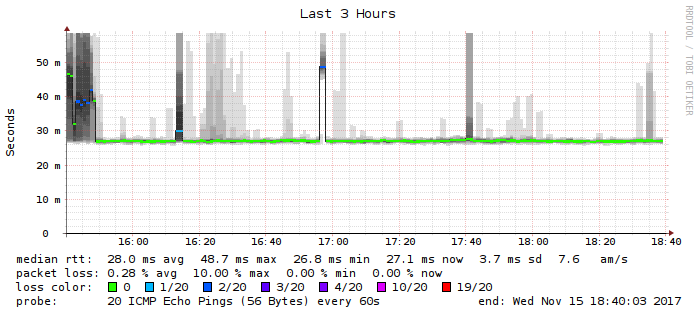 Last 3 Hours
RRDTOOL / TOBI OETIKER
Seconds
50 m
40 m
30 m
20 m
10 m
0
16:00 16:20 16:40 17:00 17:20 17:40 18:00 18:20 18:40
median rtt: 28.0 ms avg 48.7 ms max 26.8 ms min 27.1 ms now 3.7 ms sd 7.6 am/s
packet loss: 0.28 % avg 10.00 % max 0.00 % min 0.00 % now
loss color: 0 1/20 2/20 3/20 4/20 10/20 19/20
probe: 20 ICMP Echo Pings (56 Bytes) every 60s end: Wed Nov 15 18:40:03 2017